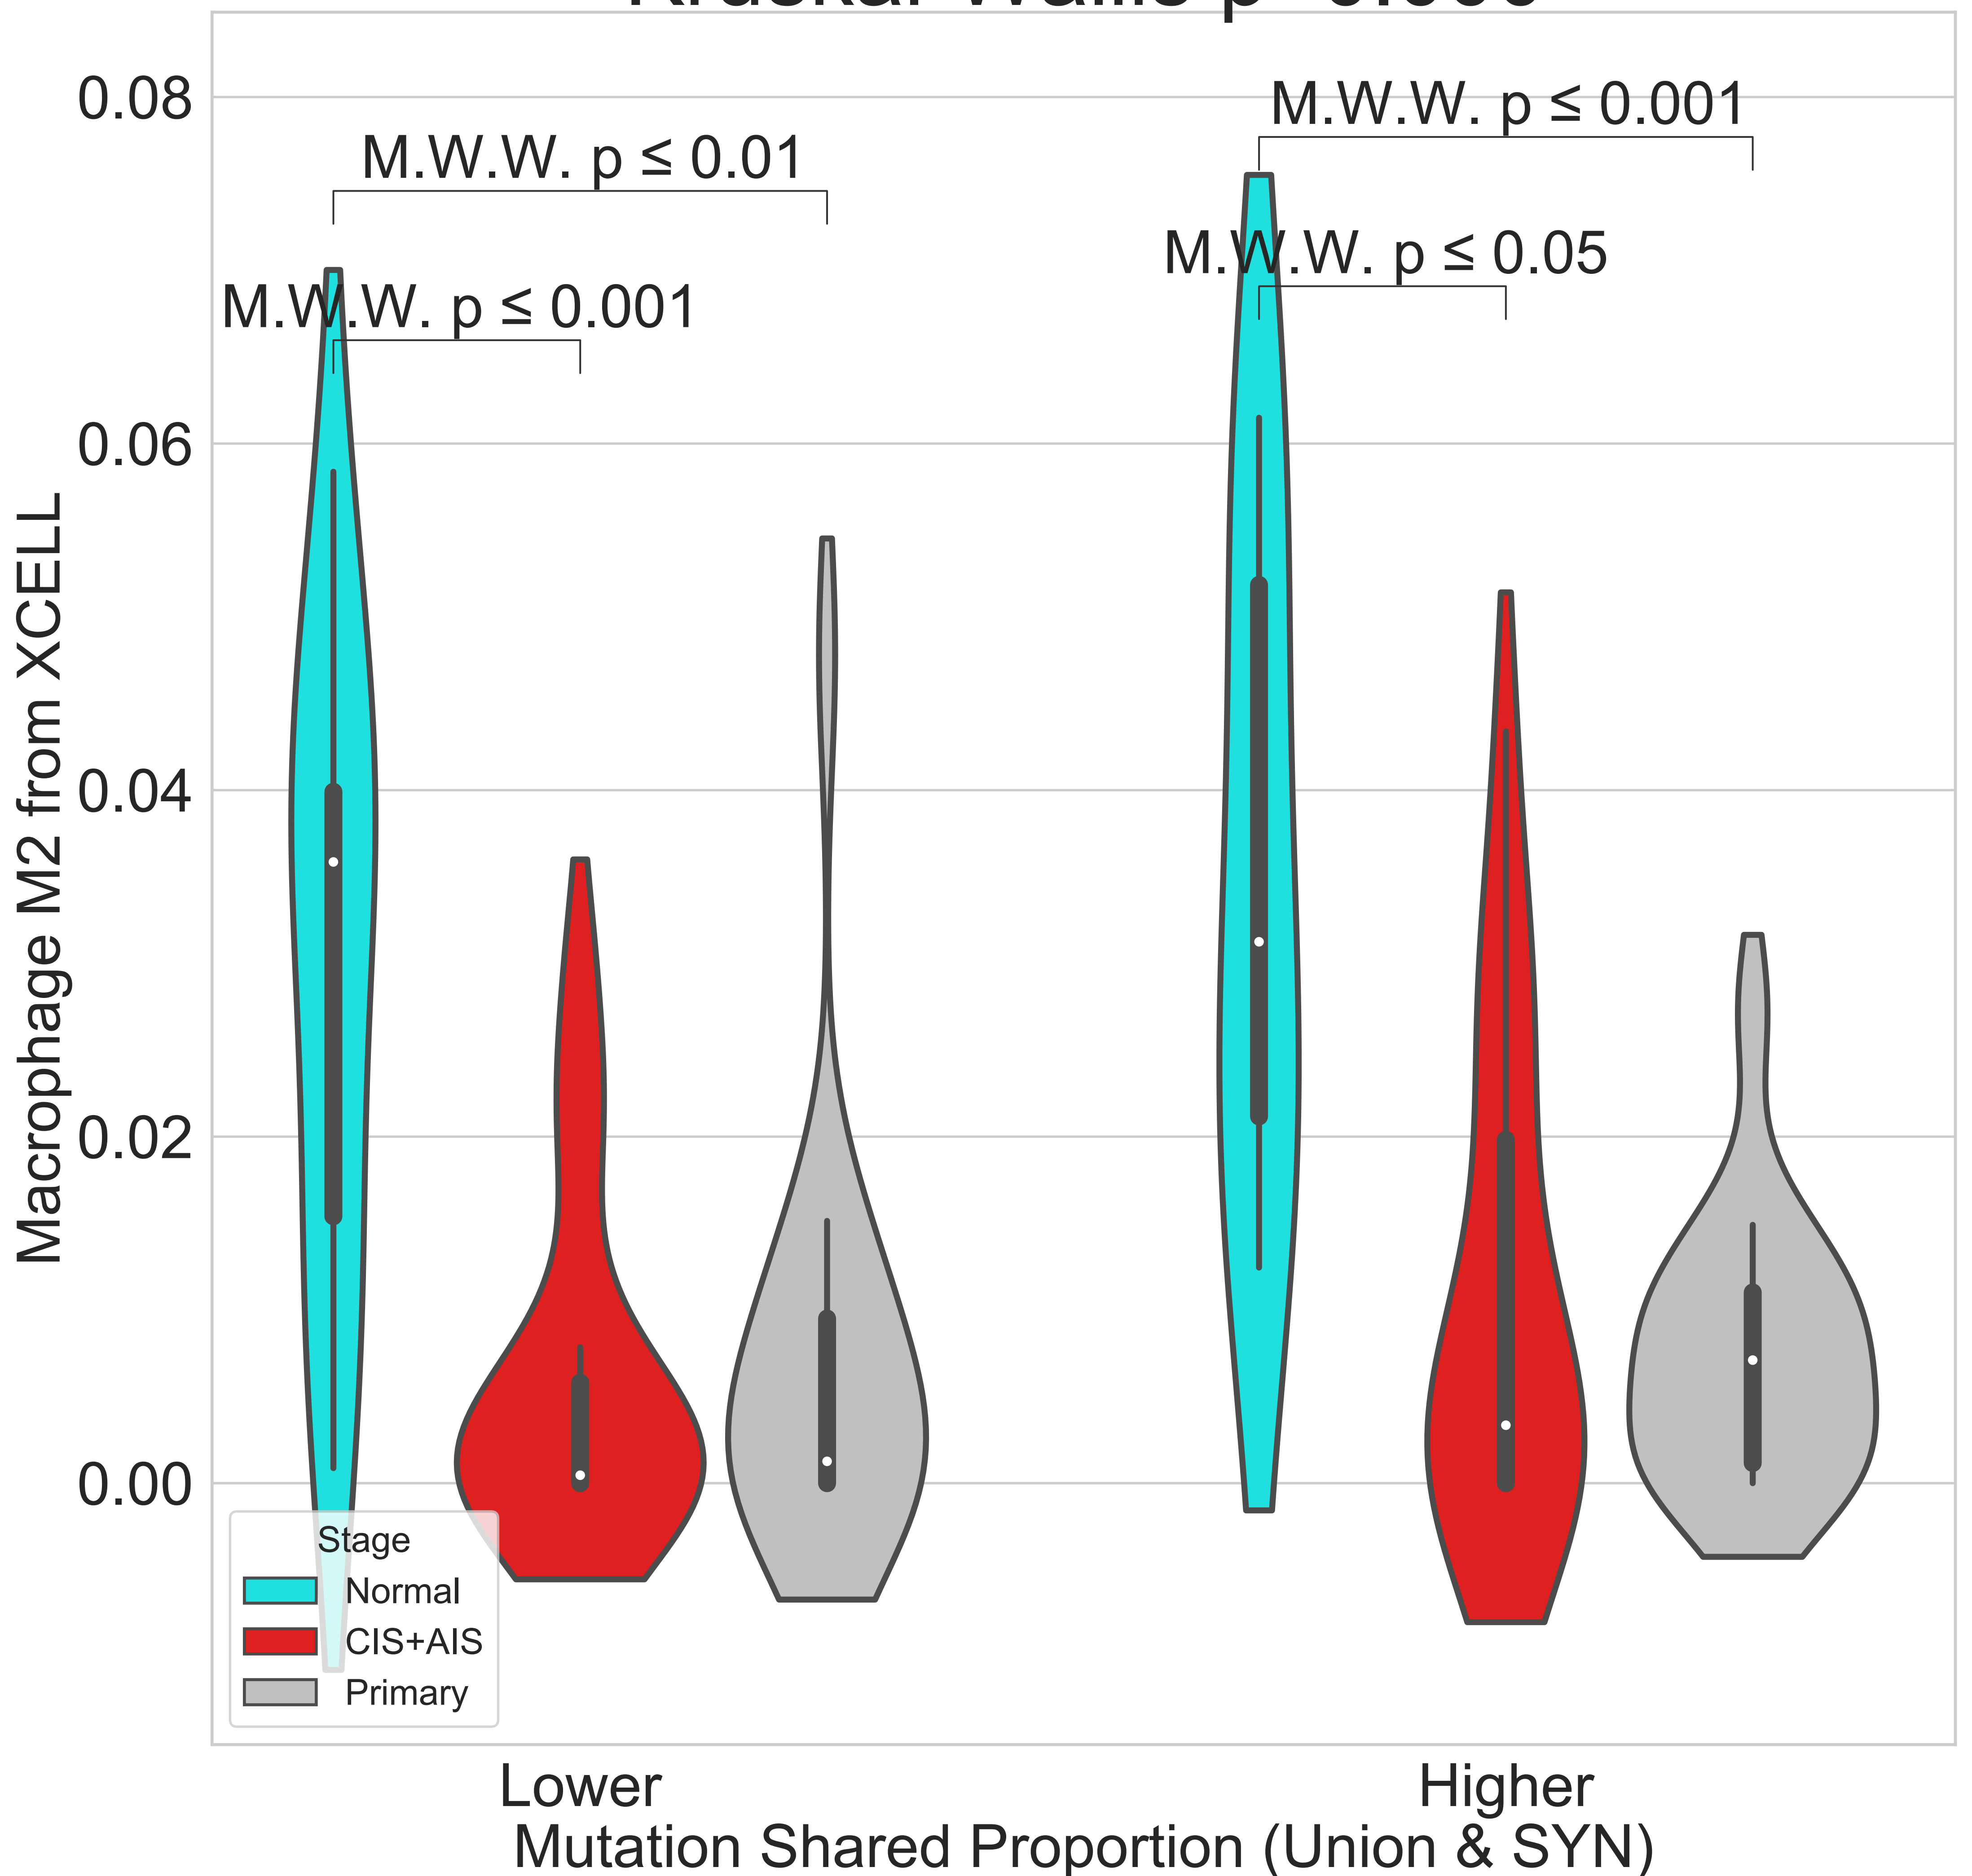 0.08
0.06
0.04
0.02
0.00
Macrophage M2 from XCELL
M.W.W. p ≤ 0.01
M.W.W. p ≤ 0.001
M.W.W. p ≤ 0.001
M.W.W. p ≤ 0.05
Stage
Normal
CIS+AIS
Primary
Lower
Higher
Mutation Shared Proportion (Union & SYN)